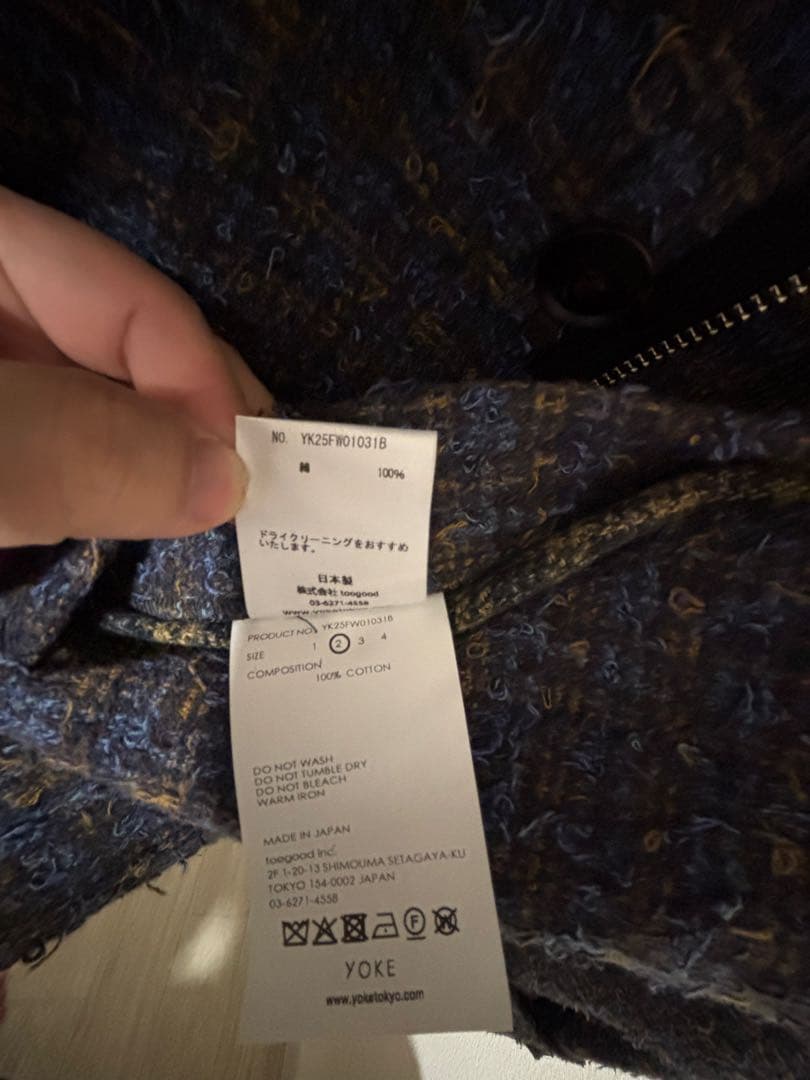 NO. YK25FW01031B
綿 100%
ドライクリーニングをおすすめ
いたします。
日本製
株式会社 toogood
03-6271-4558
PRODUCT NO. YK25FW01031B
SIZE 1 2 3 4
COMPOSITION
100% COTTON
DO NOT WASH
DO NOT TUMBLE DRY
DO NOT BLEACH
WARM IRON
MADE IN JAPAN
toogood inc.
2F 1-20-13 SHIMOUMA SETAGAYA-KU
TOKYO 154-0002 JAPAN
03-6271-4558
F W
YOKE
www.yoketokyo.com